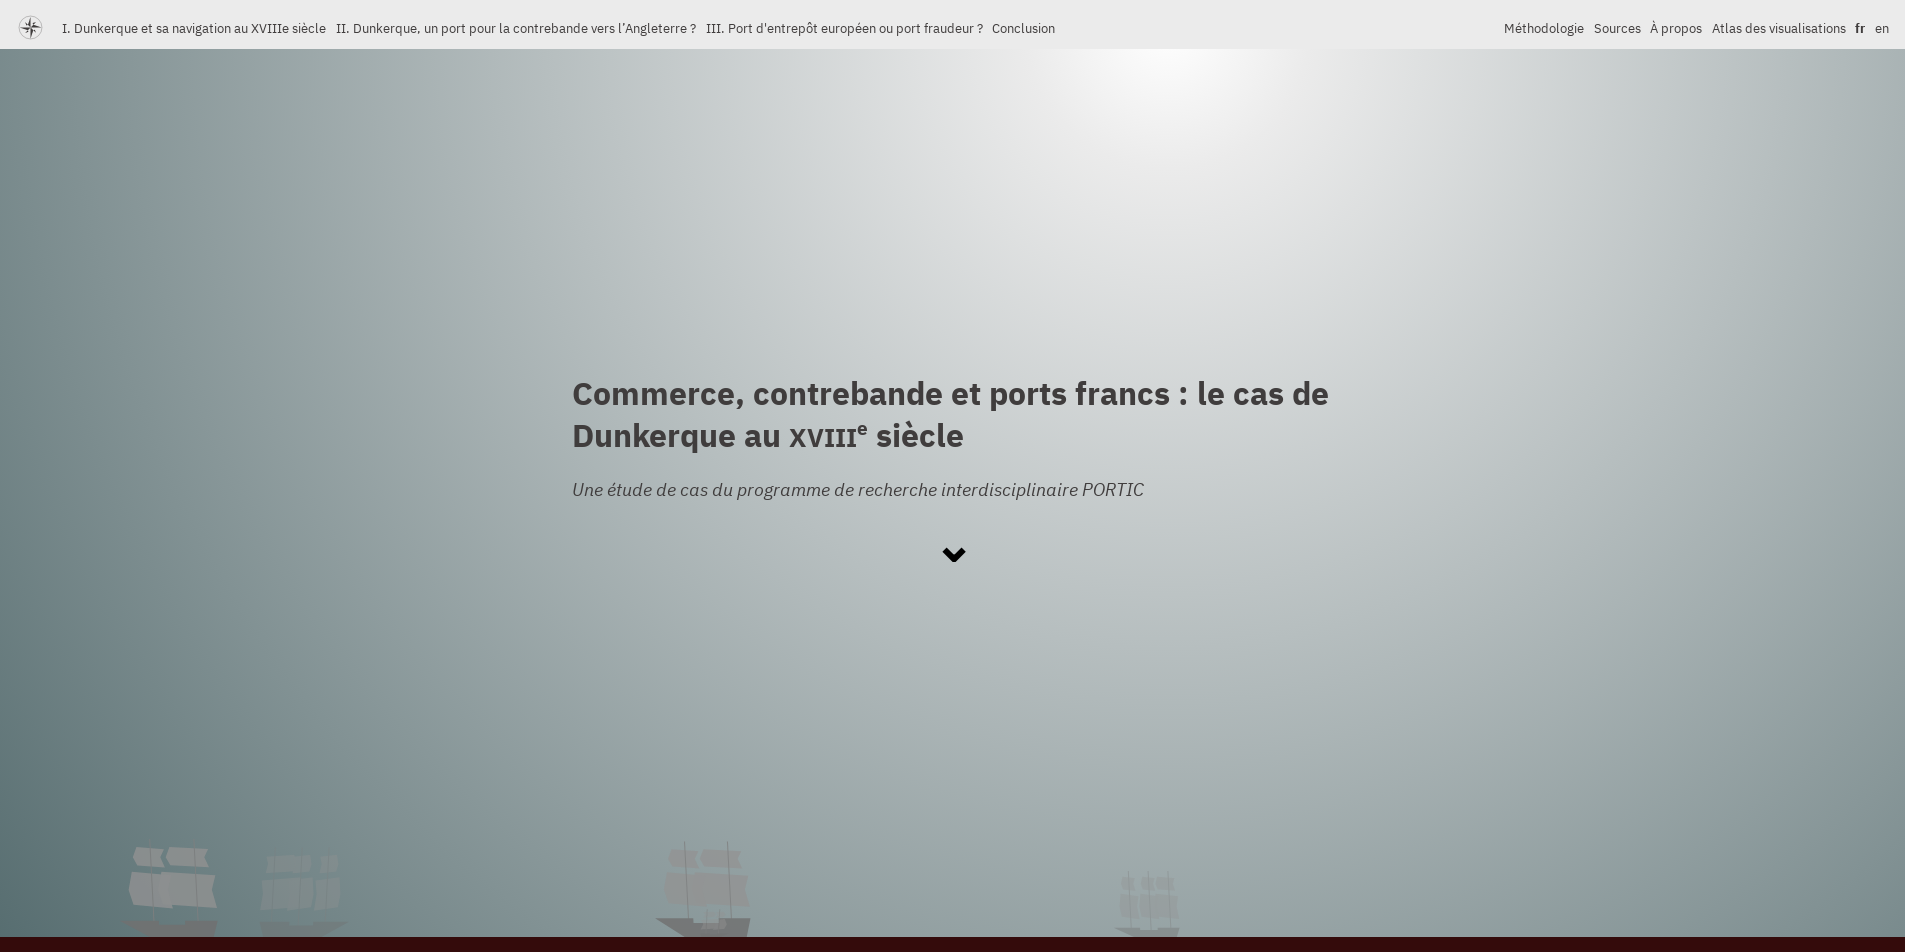 I. Dunkerque et sa navigation au XVIIIe siècle II. Dunkerque, un port pour la contrebande vers l’Angleterre ? III. Port d'entrepôt européen ou port fraudeur ? Conclusion Méthodologie Sources À propos Atlas des visualisations fr en
Commerce, contrebande et ports francs : le cas de
Dunkerque au XVIIIe siècle
Une étude de cas du programme de recherche interdisciplinaire PORTIC